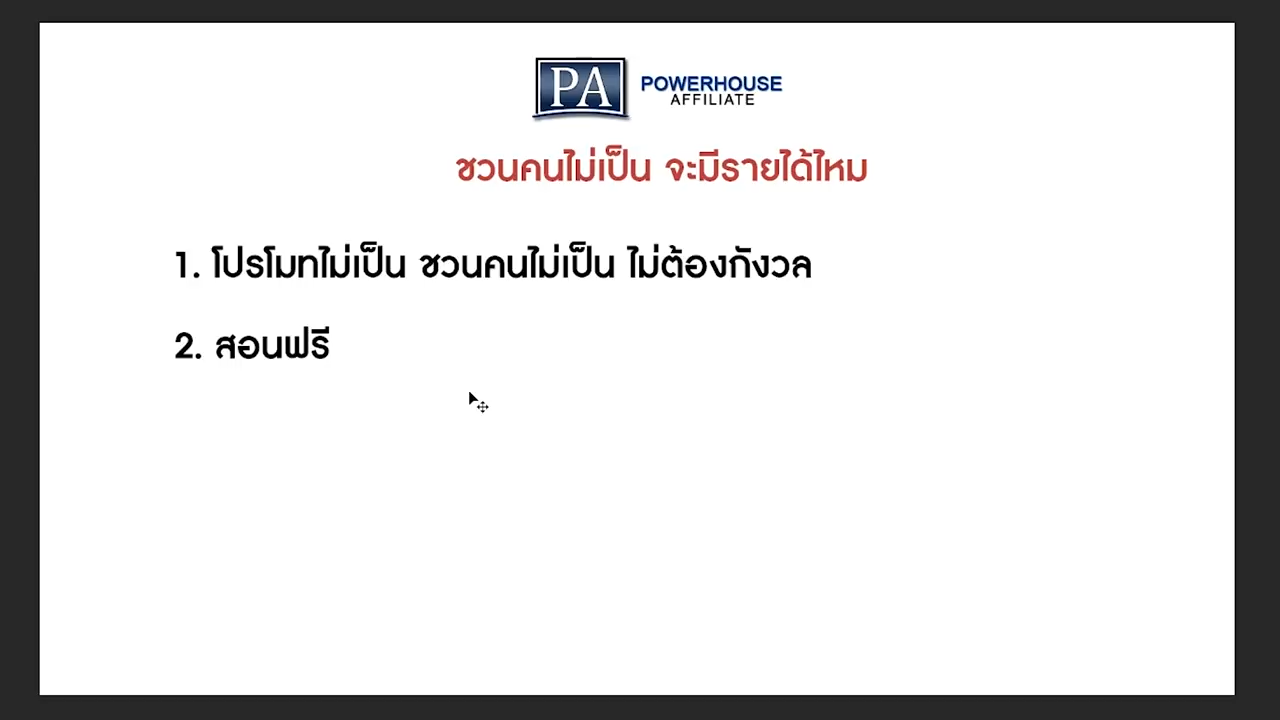 PA
POWERHOUSE
AFFILIATE
ชวนคนไม่เป็น จะมีรายได้ไหม
1. โปรโมทไม่เป็น ชวนคนไม่เป็น ไม่ต้องกังวล
2. สอนฟรี